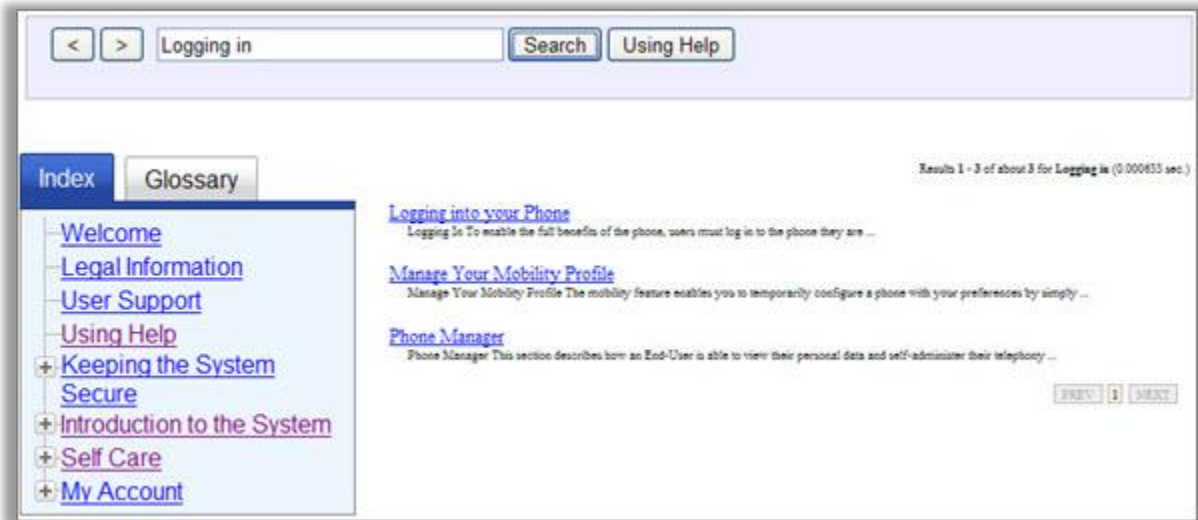 < > Logging in Search Using Help
Index Glossary
Results 1 - 3 of about 3 for Logging in (0.000633 sec.)
Welcome
Legal Information
User Support
Using Help
+ Keeping the System
Secure
+ Introduction to the System
+ Self Care
+ My Account
Logging into your Phone
Logging In To enable the full benefits of the phone, users must log in to the phone they are ...
Manage Your Mobility Profile
Manage Your Mobility Profile The mobility feature enables you to temporarily configure a phone with your preferences by simply ...
Phone Manager
Phone Manager This section describes how an End-User is able to view their personal data and self-administer their telephony ...
PREV 1 NEXT